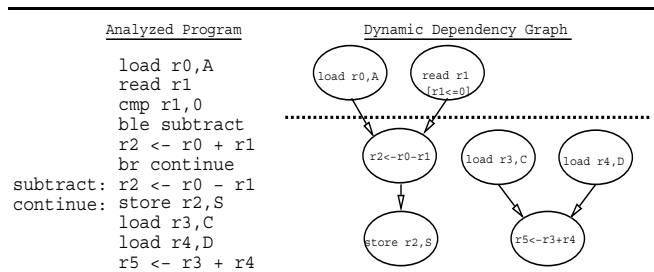 Analyzed Program
load r0,A
read r1
cmp r1,0
ble subtract
r2 <- r0 + r1
br continue
subtract: r2 <- r0 - r1
continue: store r2,S
load r3,C
load r4,D
r5 <- r3 + r4
Dynamic Dependency Graph
load r0,A
read r1
[r1<=0]
r2<-r0-r1
load r3,C
load r4,D
store r2,S
r5<-r3+r4